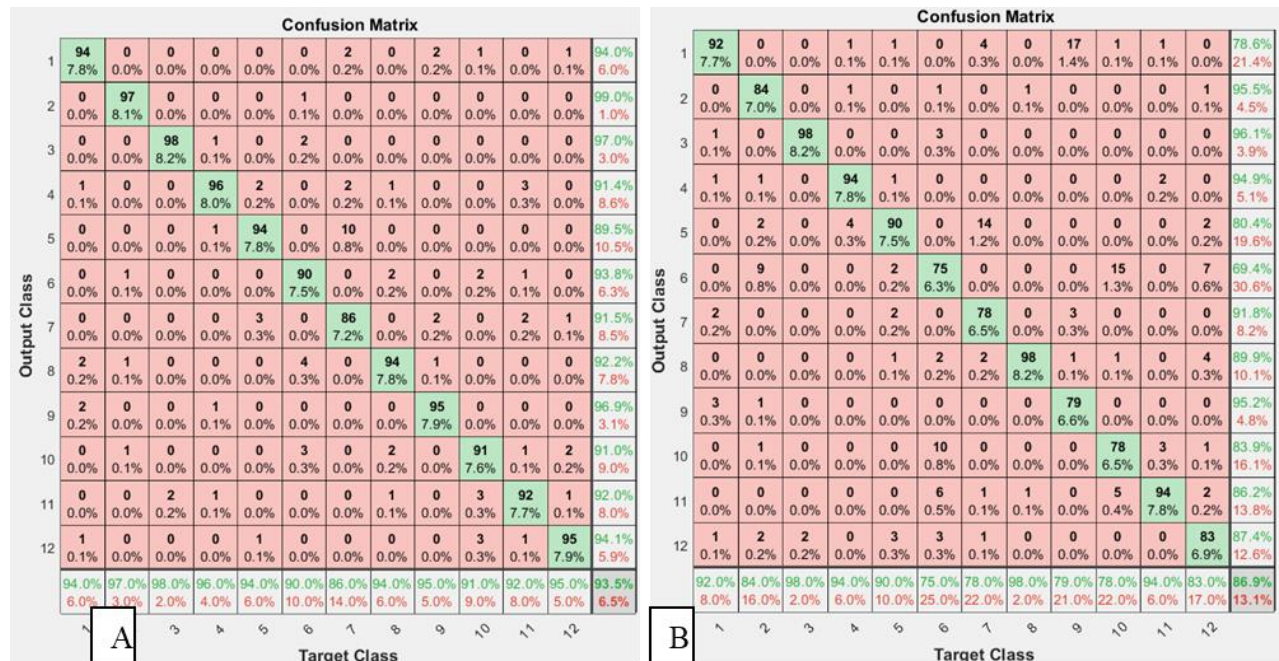 Confusion Matrix
1 94 0 0 0 0 0 2 0 2 1 0 1 94.0%
7.8% 0.0% 0.0% 0.0% 0.0% 0.0% 0.2% 0.0% 0.2% 0.1% 0.0% 0.1% 6.0%
2 0 97 0 0 0 1 0 0 0 0 0 0 99.0%
0.0% 8.1% 0.0% 0.0% 0.0% 0.1% 0.0% 0.0% 0.0% 0.0% 0.0% 0.0% 1.0%
3 0 0 98 1 0 2 0 0 0 0 0 0 97.0%
0.0% 0.0% 8.2% 0.1% 0.0% 0.2% 0.0% 0.0% 0.0% 0.0% 0.0% 0.0% 3.0%
4 1 0 0 96 2 0 2 1 0 0 3 0 91.4%
0.1% 0.0% 0.0% 8.0% 0.2% 0.0% 0.2% 0.1% 0.0% 0.0% 0.3% 0.0% 8.6%
5 0 0 0 1 94 0 10 0 0 0 0 0 89.5%
0.0% 0.0% 0.0% 0.1% 7.8% 0.0% 0.8% 0.0% 0.0% 0.0% 0.0% 0.0% 10.5%
6 0 1 0 0 0 90 0 2 0 2 1 0 93.8%
0.0% 0.1% 0.0% 0.0% 0.0% 7.5% 0.0% 0.2% 0.0% 0.2% 0.1% 0.0% 6.3%
7 0 0 0 0 3 0 86 0 2 0 2 1 91.5%
0.0% 0.0% 0.0% 0.0% 0.3% 0.0% 7.2% 0.0% 0.2% 0.0% 0.2% 0.1% 8.5%
8 2 1 0 0 0 4 0 94 1 0 0 0 92.2%
0.2% 0.1% 0.0% 0.0% 0.0% 0.3% 0.0% 7.8% 0.1% 0.0% 0.0% 0.0% 7.8%
9 2 0 0 1 0 0 0 0 95 0 0 0 96.9%
0.2% 0.0% 0.0% 0.1% 0.0% 0.0% 0.0% 0.0% 7.9% 0.0% 0.0% 0.0% 3.1%
10 0 1 0 0 0 3 0 2 0 91 1 2 91.0%
0.0% 0.1% 0.0% 0.0% 0.0% 0.3% 0.0% 0.2% 0.0% 7.6% 0.1% 0.2% 9.0%
11 0 0 2 1 0 0 0 1 0 3 92 1 92.0%
0.0% 0.0% 0.2% 0.1% 0.0% 0.0% 0.0% 0.1% 0.0% 0.3% 7.7% 0.1% 8.0%
12 1 0 0 0 1 0 0 0 0 3 1 95 94.1%
0.1% 0.0% 0.0% 0.0% 0.1% 0.0% 0.0% 0.0% 0.0% 0.3% 0.1% 7.9% 5.9%
94.0% 97.0% 98.0% 96.0% 94.0% 90.0% 86.0% 94.0% 95.0% 91.0% 92.0% 95.0% 93.5%
6.0% 3.0% 2.0% 4.0% 6.0% 10.0% 14.0% 6.0% 5.0% 9.0% 8.0% 5.0% 6.5%
1 3 4 5 6 7 8 9 10 11 12
Target Class
Output Class
A
Confusion Matrix
1 92 0 0 1 1 0 4 0 17 1 1 0 78.6%
7.7% 0.0% 0.0% 0.1% 0.1% 0.0% 0.3% 0.0% 1.4% 0.1% 0.1% 0.0% 21.4%
2 0 84 0 1 0 1 0 1 0 0 0 1 95.5%
0.0% 7.0% 0.0% 0.1% 0.0% 0.1% 0.0% 0.1% 0.0% 0.0% 0.0% 0.1% 4.5%
3 1 0 98 0 0 3 0 0 0 0 0 0 96.1%
0.1% 0.0% 8.2% 0.0% 0.0% 0.3% 0.0% 0.0% 0.0% 0.0% 0.0% 0.0% 3.9%
4 1 1 0 94 1 0 0 0 0 0 2 0 94.9%
0.1% 0.1% 0.0% 7.8% 0.1% 0.0% 0.0% 0.0% 0.0% 0.0% 0.2% 0.0% 5.1%
5 0 2 0 4 90 0 14 0 0 0 0 2 80.4%
0.0% 0.2% 0.0% 0.3% 7.5% 0.0% 1.2% 0.0% 0.0% 0.0% 0.0% 0.2% 19.6%
6 0 9 0 0 2 75 0 0 0 15 0 7 69.4%
0.0% 0.8% 0.0% 0.0% 0.2% 6.3% 0.0% 0.0% 0.0% 1.3% 0.0% 0.6% 30.6%
7 2 0 0 0 2 0 78 0 3 0 0 0 91.8%
0.2% 0.0% 0.0% 0.0% 0.2% 0.0% 6.5% 0.0% 0.3% 0.0% 0.0% 0.0% 8.2%
8 0 0 0 0 1 2 2 98 1 1 0 4 89.9%
0.0% 0.0% 0.0% 0.0% 0.1% 0.2% 0.2% 8.2% 0.1% 0.1% 0.0% 0.3% 10.1%
9 3 1 0 0 0 0 0 0 79 0 0 0 95.2%
0.3% 0.1% 0.0% 0.0% 0.0% 0.0% 0.0% 0.0% 6.6% 0.0% 0.0% 0.0% 4.8%
10 0 1 0 0 0 10 0 0 0 78 3 1 83.9%
0.0% 0.1% 0.0% 0.0% 0.0% 0.8% 0.0% 0.0% 0.0% 6.5% 0.3% 0.1% 16.1%
11 0 0 0 0 0 6 1 1 0 5 94 2 86.2%
0.0% 0.0% 0.0% 0.0% 0.0% 0.5% 0.1% 0.1% 0.0% 0.4% 7.8% 0.2% 13.8%
12 1 2 2 0 3 3 1 0 0 0 0 83 87.4%
0.1% 0.2% 0.2% 0.0% 0.3% 0.3% 0.1% 0.0% 0.0% 0.0% 0.0% 6.9% 12.6%
92.0% 84.0% 98.0% 94.0% 90.0% 75.0% 78.0% 98.0% 79.0% 78.0% 94.0% 83.0% 86.9%
8.0% 16.0% 2.0% 6.0% 10.0% 25.0% 22.0% 2.0% 21.0% 22.0% 6.0% 17.0% 13.1%
1 2 3 4 5 6 7 8 9 10 11 12
Target Class
Output Class
B